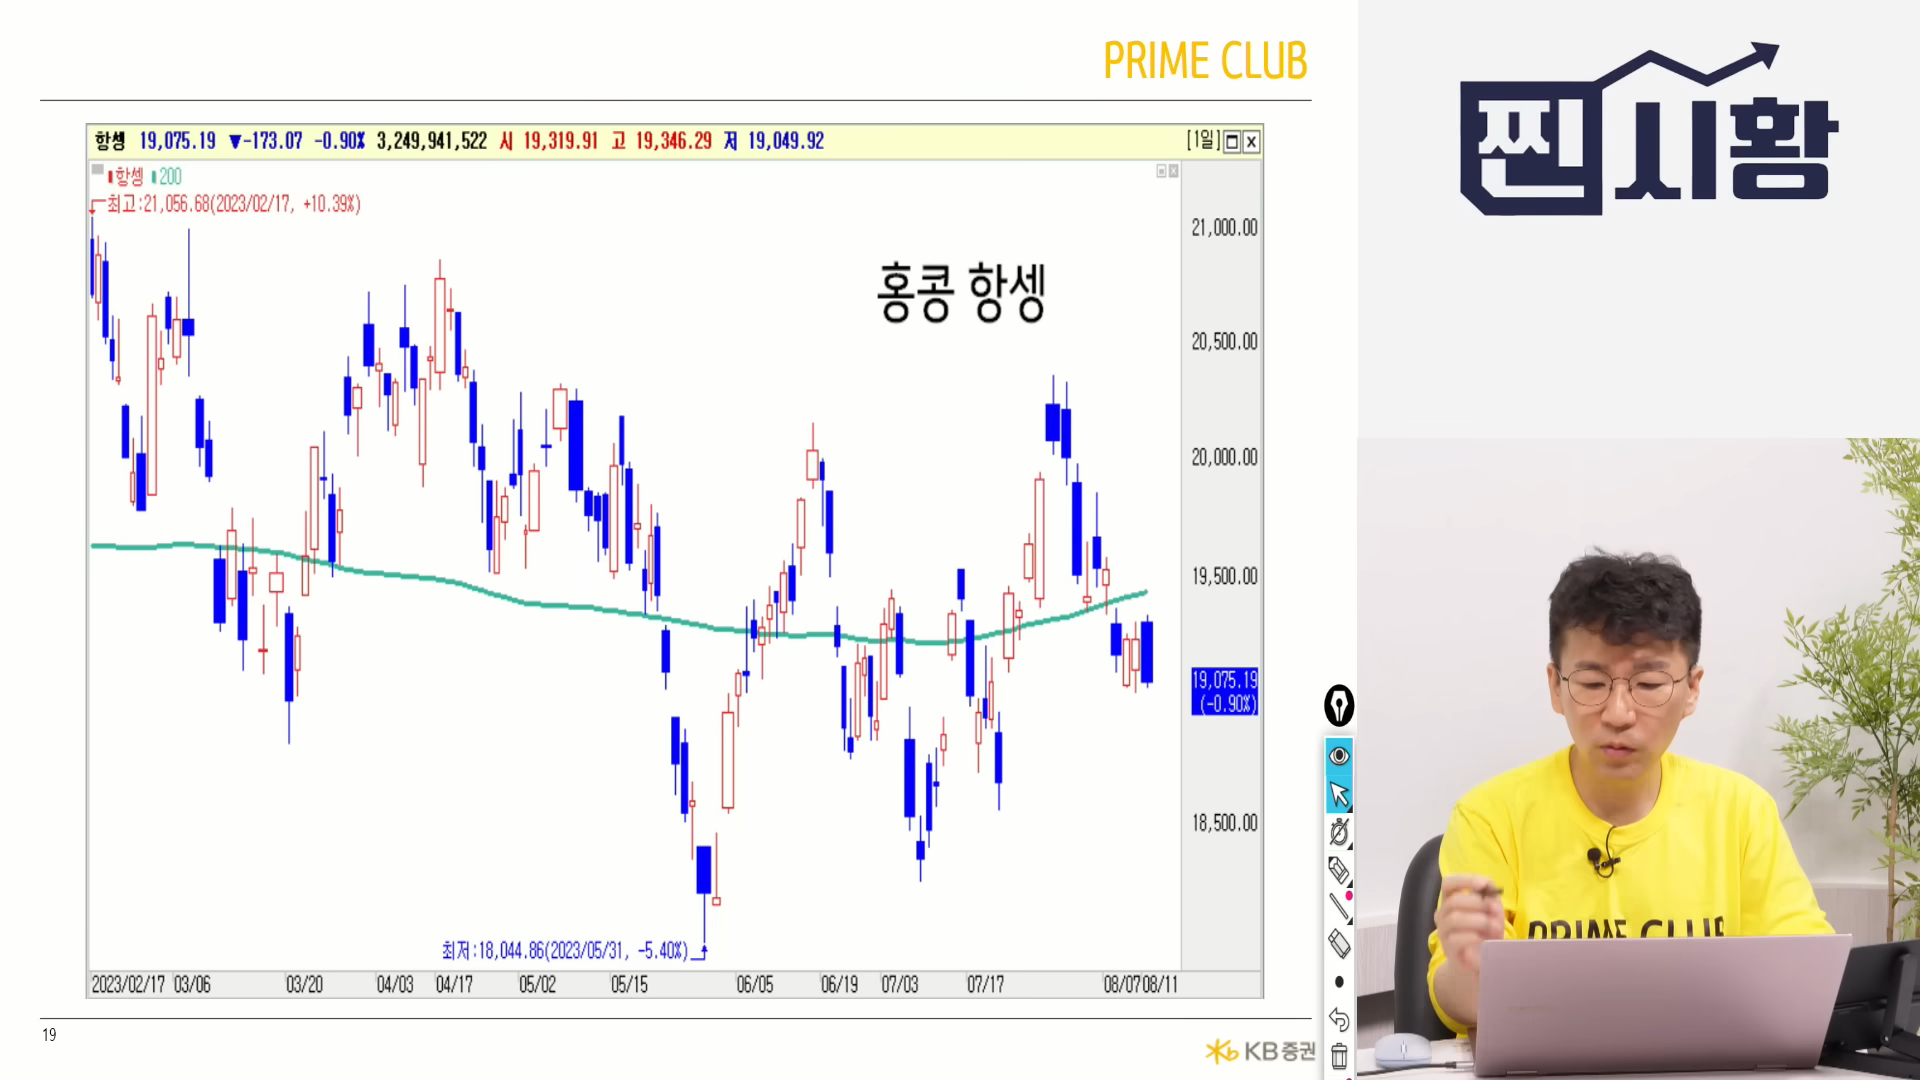 PRIME CLUB
항셍 19,075.19 ▼-173.07 -0.90% 3,249,941,522 시 19,319.91 고 19,346.29 저 19,049.92 [1일]
항셍 200
최고:21,056.68(2023/02/17, +10.39%)
홍콩 항셍
21,000.00
20,500.00
20,000.00
19,500.00
19,075.19
(-0.90%)
18,500.00
최저:18,044.86(2023/05/31, -5.40%)
2023/02/17 03/06 03/20 04/03 04/17 05/02 05/15 06/05 06/19 07/03 07/17 08/07 08/11
19
KB증권
찐시황
PRIME CLUB